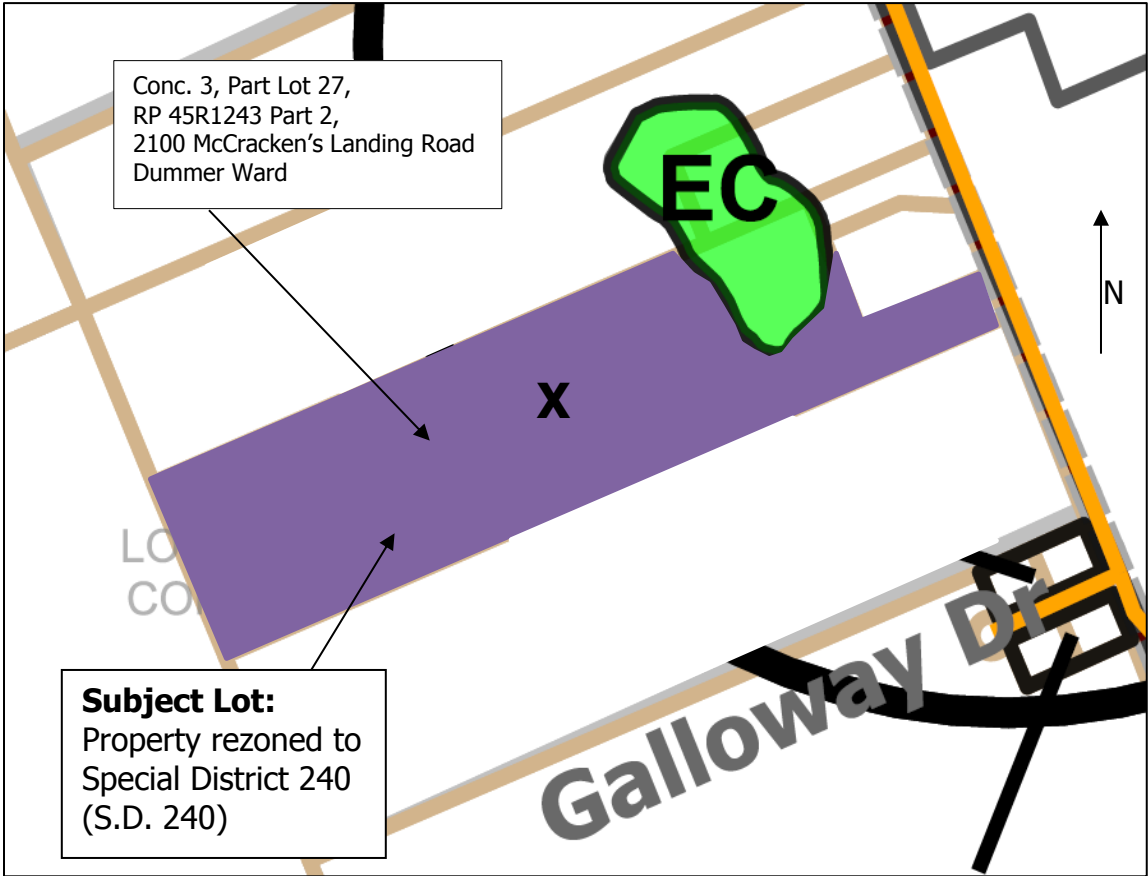 Conc. 3, Part Lot 27,
RP 45R1243 Part 2,
2100 McCracken's Landing Road
Dummer Ward
EC
N
x
Subject Lot:
Property rezoned to
Special District 240
(S.D. 240)
Galloway Dr